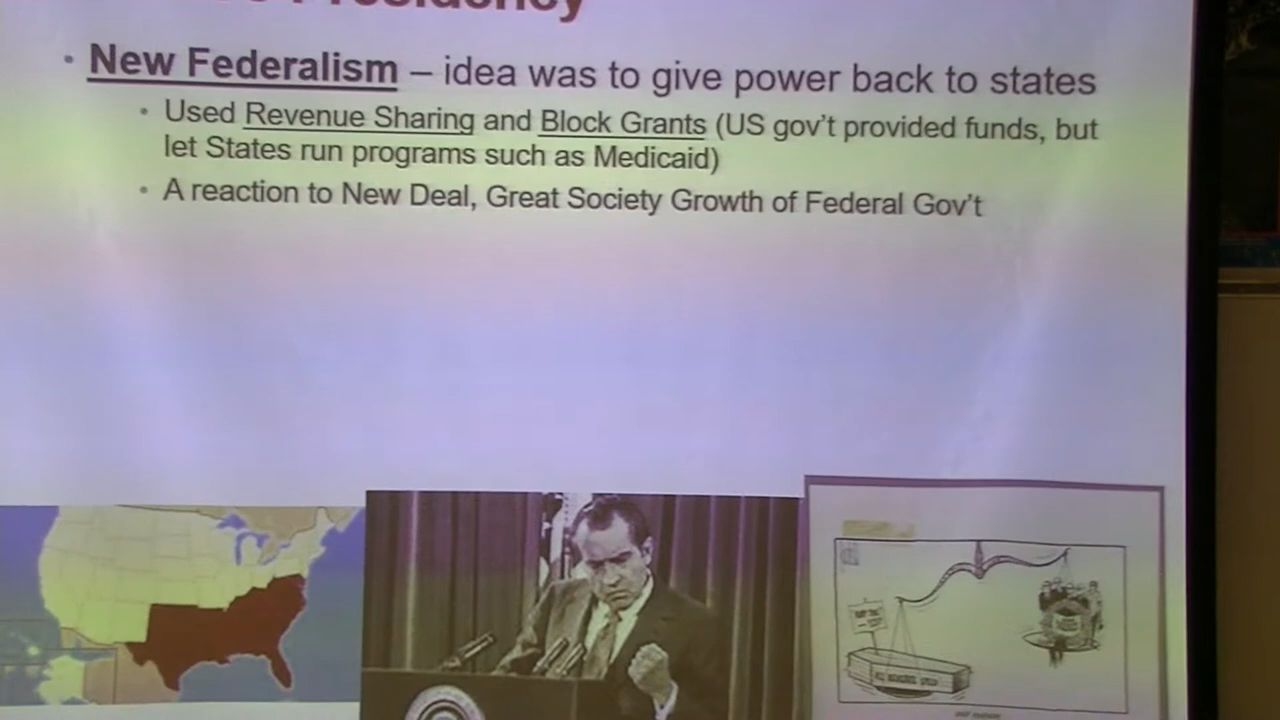 Presidency
• New Federalism – idea was to give power back to states
• Used Revenue Sharing and Block Grants (US gov't provided funds, but
let States run programs such as Medicaid)
• A reaction to New Deal, Great Society Growth of Federal Gov't